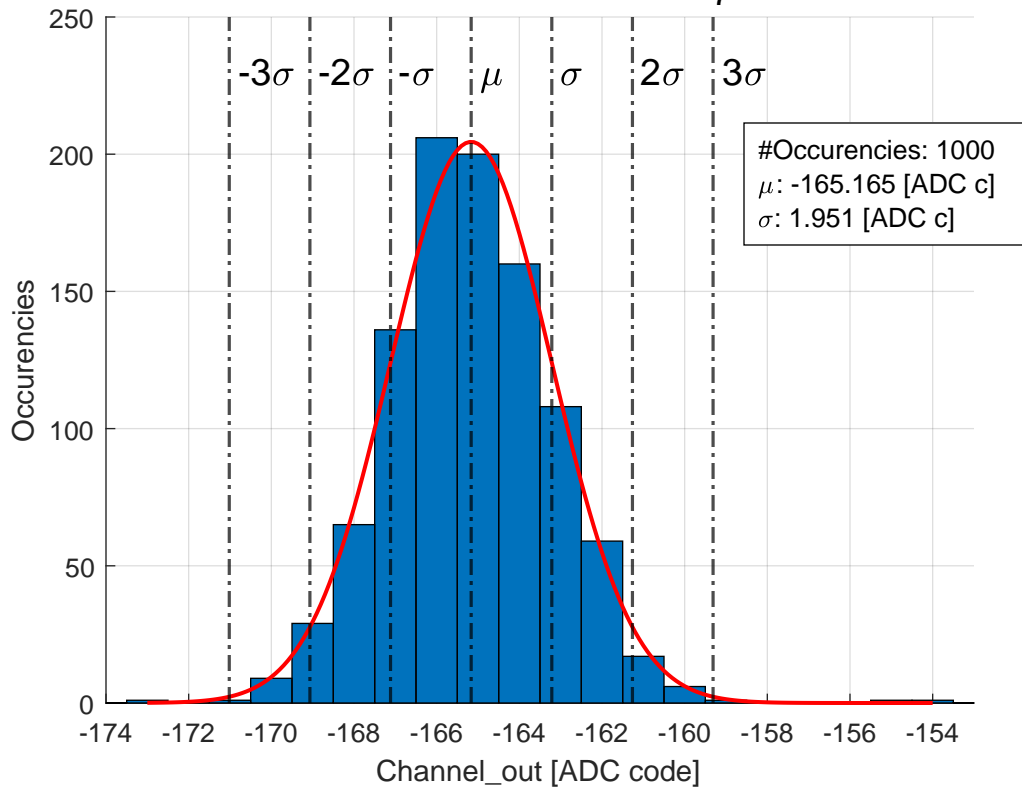 250
200
150
100
50
0
-3σ
-2σ
-σ
μ
σ
2σ
3σ
#Occurencies: 1000
μ: -165.165 [ADC c]
σ: 1.951 [ADC c]
Occurencies
-174
-172
-170
-168
-166
-164
-162
-160
-158
-156
-154
Channel_out [ADC code]